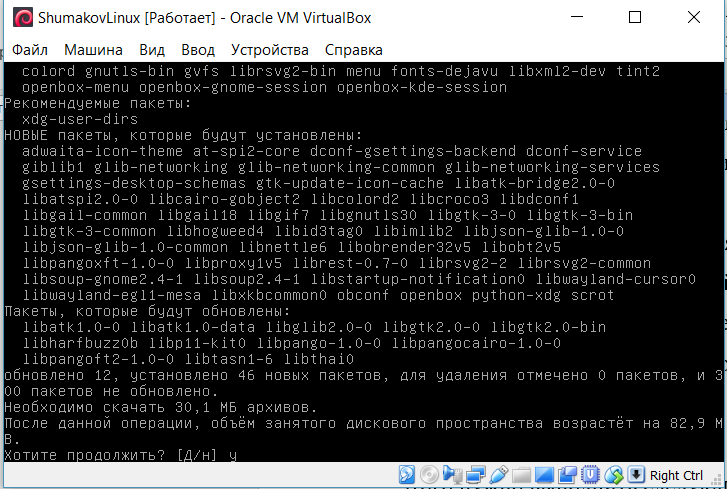 ShumakovLinux [Работает] - Oracle VM VirtualBox
Файл Машина Вид Ввод Устройства Справка
colord gnutls-bin gvfs librsvg2-bin menu fonts-dejavu libxml2-dev tint2
openbox-menu openbox-gnome-session openbox-kde-session
Рекомендуемые пакеты:
xdg-user-dirs
НОВЫЕ пакеты, которые будут установлены:
adwaita-icon-theme at-spi2-core dconf-gsettings-backend dconf-service
giblib1 glib-networking glib-networking-common glib-networking-services
gsettings-desktop-schemas gtk-update-icon-cache libatk-bridge2.0-0
libatspi2.0-0 libcairo-gobject2 libcolord2 libcroco3 libdconf1
libgail-common libgail18 libgif7 libgnutls30 libgtk-3-0 libgtk-3-bin
libgtk-3-common libhogweed4 libid3tag0 libimlib2 libjson-glib-1.0-0
libjson-glib-1.0-common libnettle6 libobrender32v5 libobt2v5
libpangoxft-1.0-0 libproxy1v5 librest-0.7-0 librsvg2-2 librsvg2-common
libsoup-gnome2.4-1 libsoup2.4-1 libstartup-notification0 libwayland-cursor0
libwayland-egl1-mesa libxkbcommon0 obconf openbox python-xdg scrot
Пакеты, которые будут обновлены:
libatk1.0-0 libatk1.0-data libglib2.0-0 libgtk2.0-0 libgtk2.0-bin
libharfbuzz0b libp11-kit0 libpango-1.0-0 libpangocairo-1.0-0
libpangoft2-1.0-0 libtasn1-6 libthai0
обновлено 12, установлено 46 новых пакетов, для удаления отмечено 0 пакетов, и 3
00 пакетов не обновлено.
Необходимо скачать 30,1 МБ архивов.
После данной операции, объём занятого дискового пространства возрастёт на 82,9 M
B.
Хотите продолжить? [Д/н] y
Right Ctrl